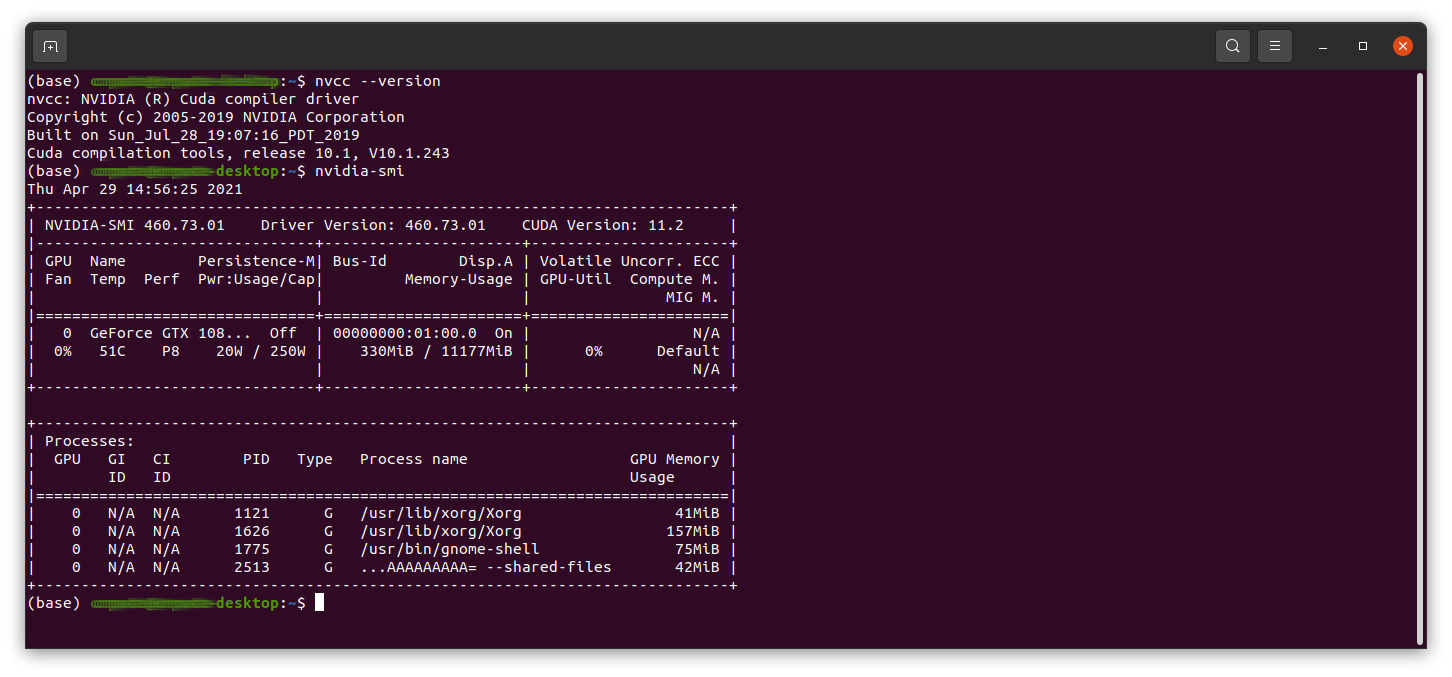 (base) :~$ nvcc --version
nvcc: NVIDIA (R) Cuda compiler driver
Copyright (c) 2005-2019 NVIDIA Corporation
Built on Sun_Jul_28_19:07:16_PDT_2019
Cuda compilation tools, release 10.1, V10.1.243
(base) -desktop:~$ nvidia-smi
Thu Apr 29 14:56:25 2021
+-----------------------------------------------------------------------------+
| NVIDIA-SMI 460.73.01    Driver Version: 460.73.01    CUDA Version: 11.2     |
|-------------------------------+----------------------+----------------------+
| GPU  Name        Persistence-M| Bus-Id        Disp.A | Volatile Uncorr. ECC |
| Fan  Temp  Perf  Pwr:Usage/Cap|         Memory-Usage | GPU-Util  Compute M. |
|                               |                      |               MIG M. |
|===============================+======================+======================|
|   0  GeForce GTX 108...  Off  | 00000000:01:00.0  On |                  N/A |
|  0%   51C    P8    20W / 250W |    330MiB / 11177MiB |      0%      Default |
|                               |                      |                  N/A |
+-------------------------------+----------------------+----------------------+
+-----------------------------------------------------------------------------+
| Processes:                                                                  |
|  GPU   GI   CI        PID   Type   Process name                  GPU Memory |
|        ID   ID                                                   Usage      |
|=============================================================================|
|    0   N/A  N/A      1121      G   /usr/lib/xorg/Xorg                 41MiB |
|    0   N/A  N/A      1626      G   /usr/lib/xorg/Xorg                157MiB |
|    0   N/A  N/A      1775      G   /usr/bin/gnome-shell               75MiB |
|    0   N/A  N/A      2513      G   ...AAAAAAAAA= --shared-files       42MiB |
+-----------------------------------------------------------------------------+
(base) -desktop:~$